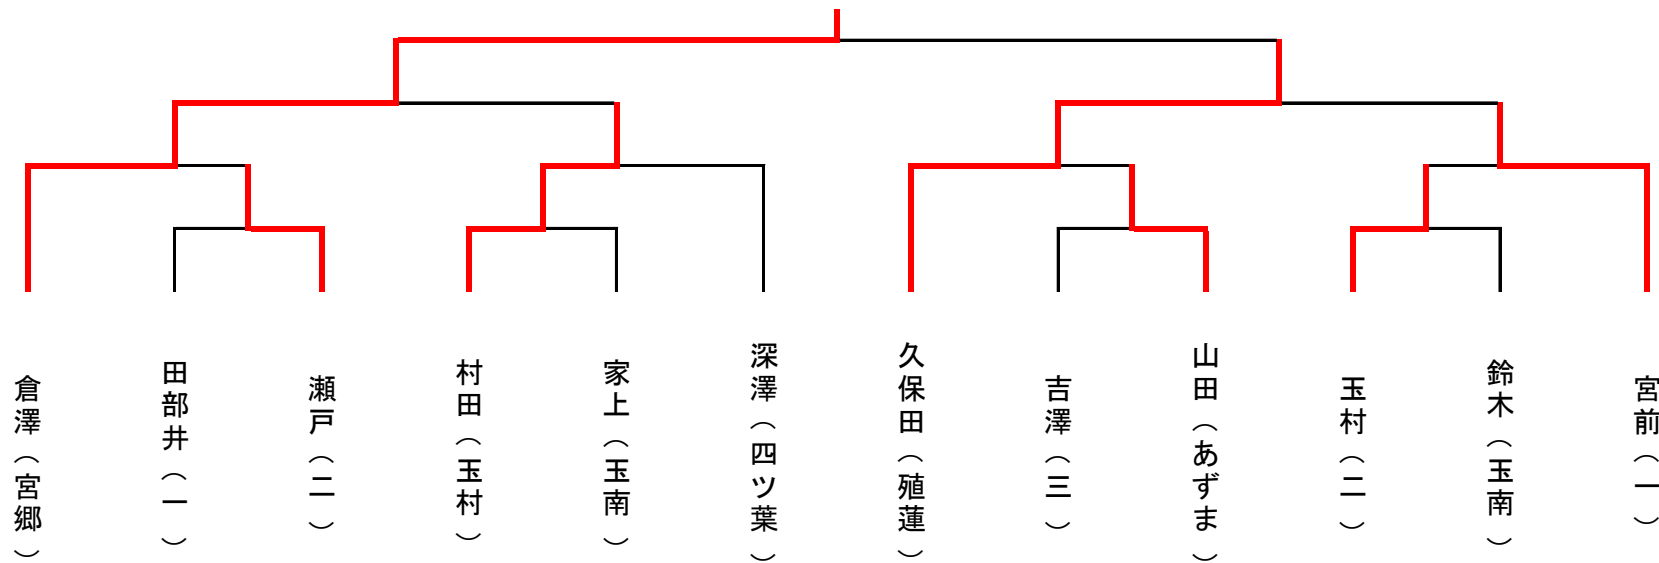 倉澤（宮郷）
田部井（一）
瀬戸（二）
村田（玉村）
家上（玉南）
深澤（四ツ葉）
久保田（殖蓮）
吉澤（三）
山田（あずま）
玉村（二）
鈴木（玉南）
宮前（一）